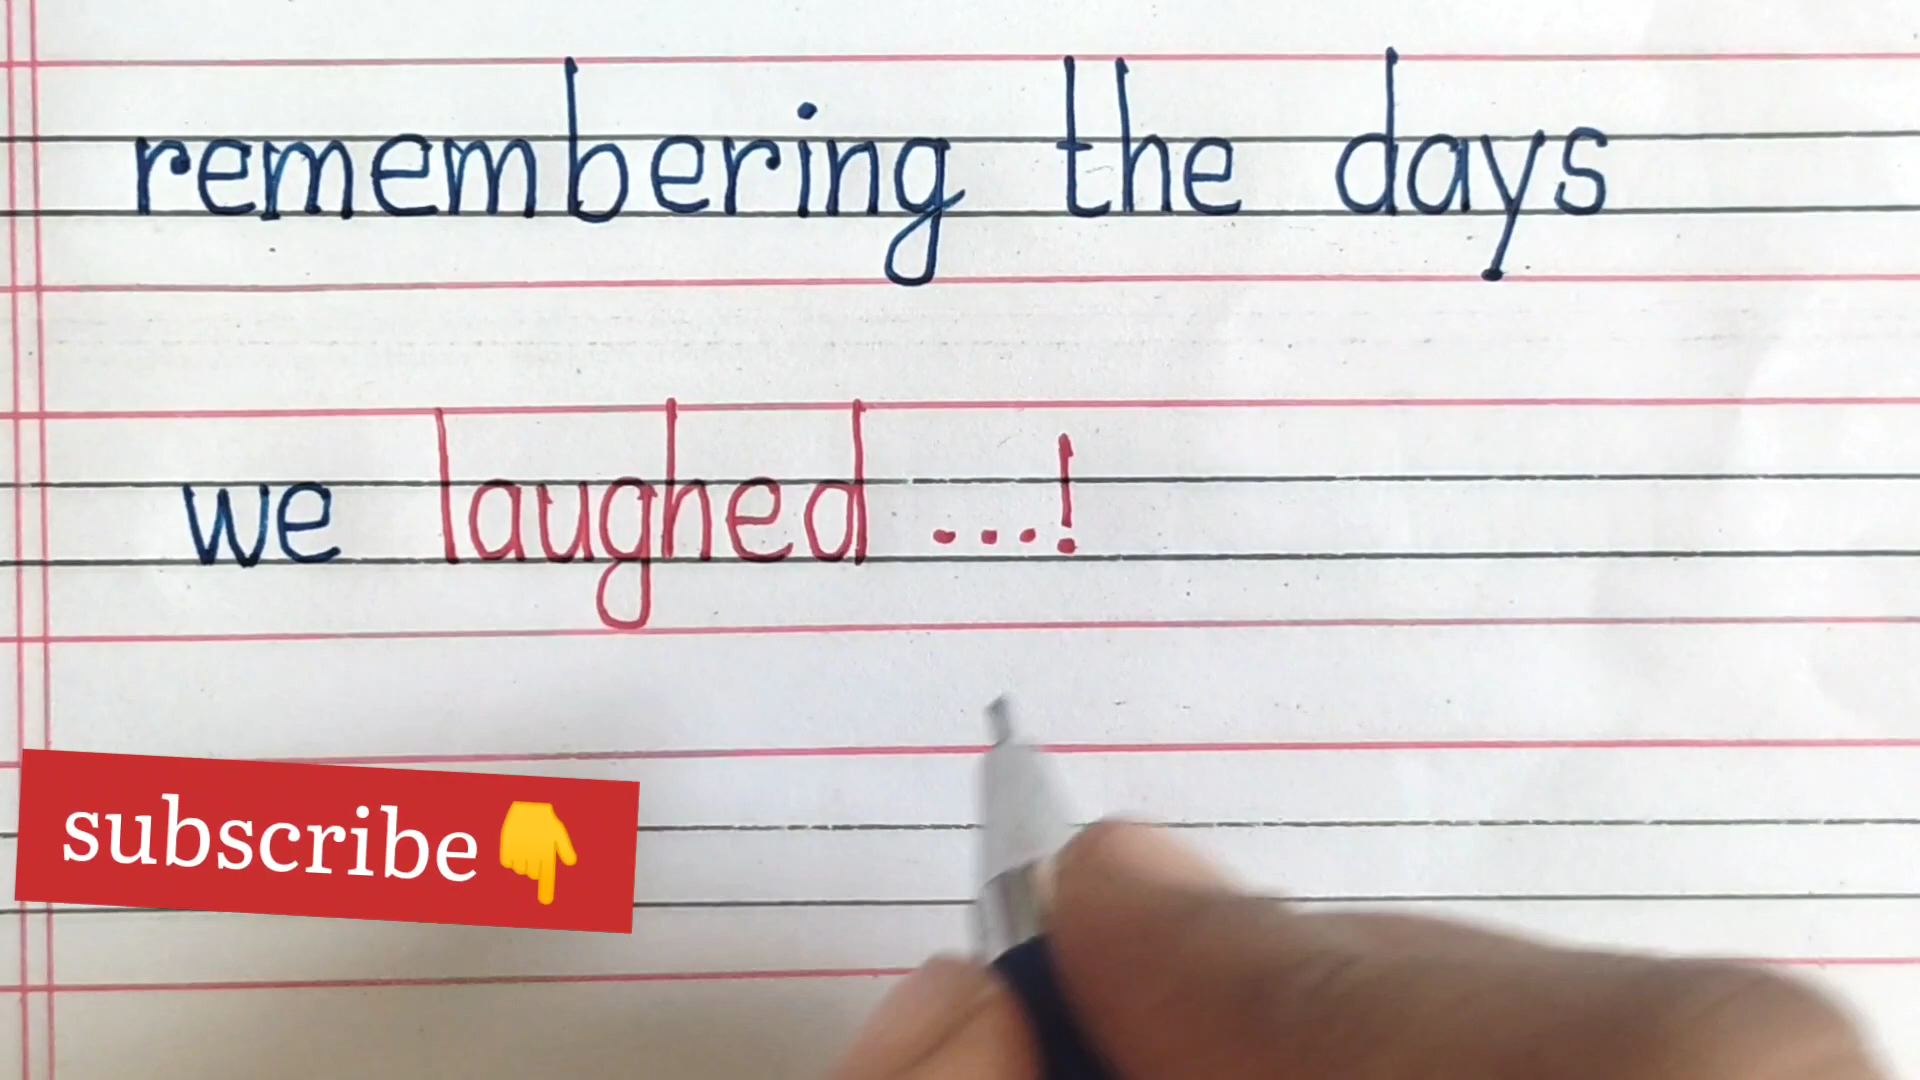 remembering the days
we laughed ...!
subscribe👇